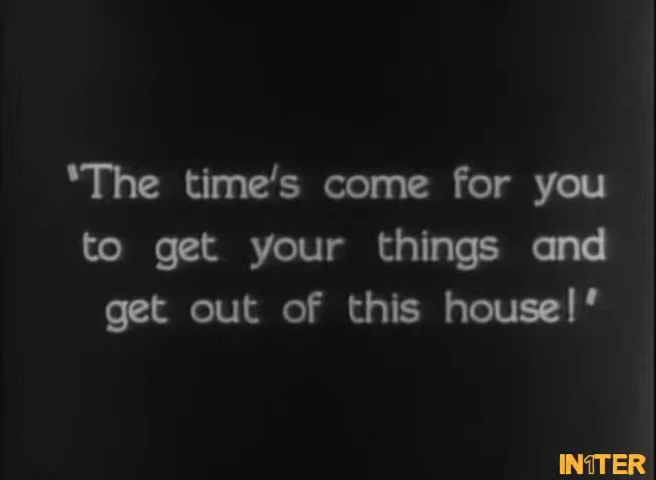 'The time's come for you
to get your things and
get out of this house!'
IN1TER